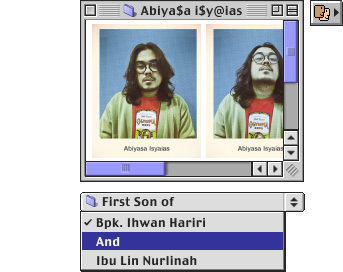 Abiya$a i$y@ias
Abiyasa Isyaias
Abiyasa Isyaias
First Son of
Bpk. Ihwan Hariri
And
Ibu Lin Nurlinah